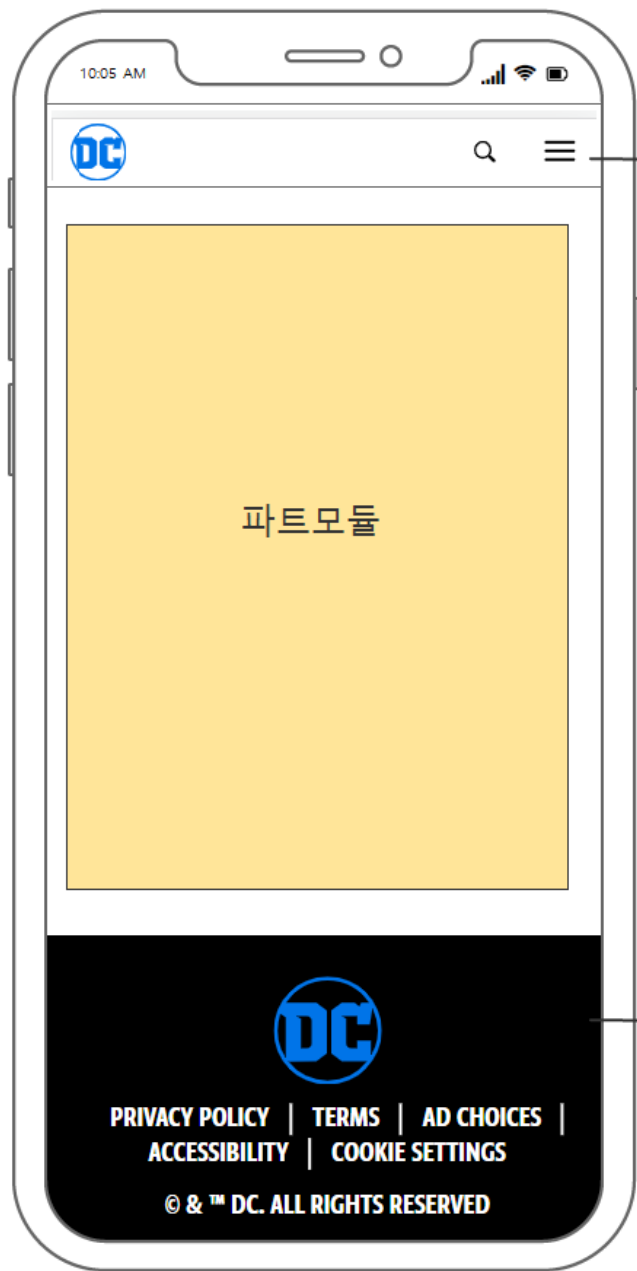 10:05 AM
DC
파트모듈
DC
PRIVACY POLICY | TERMS | AD CHOICES |
ACCESSIBILITY | COOKIE SETTINGS
© & ™ DC. ALL RIGHTS RESERVED